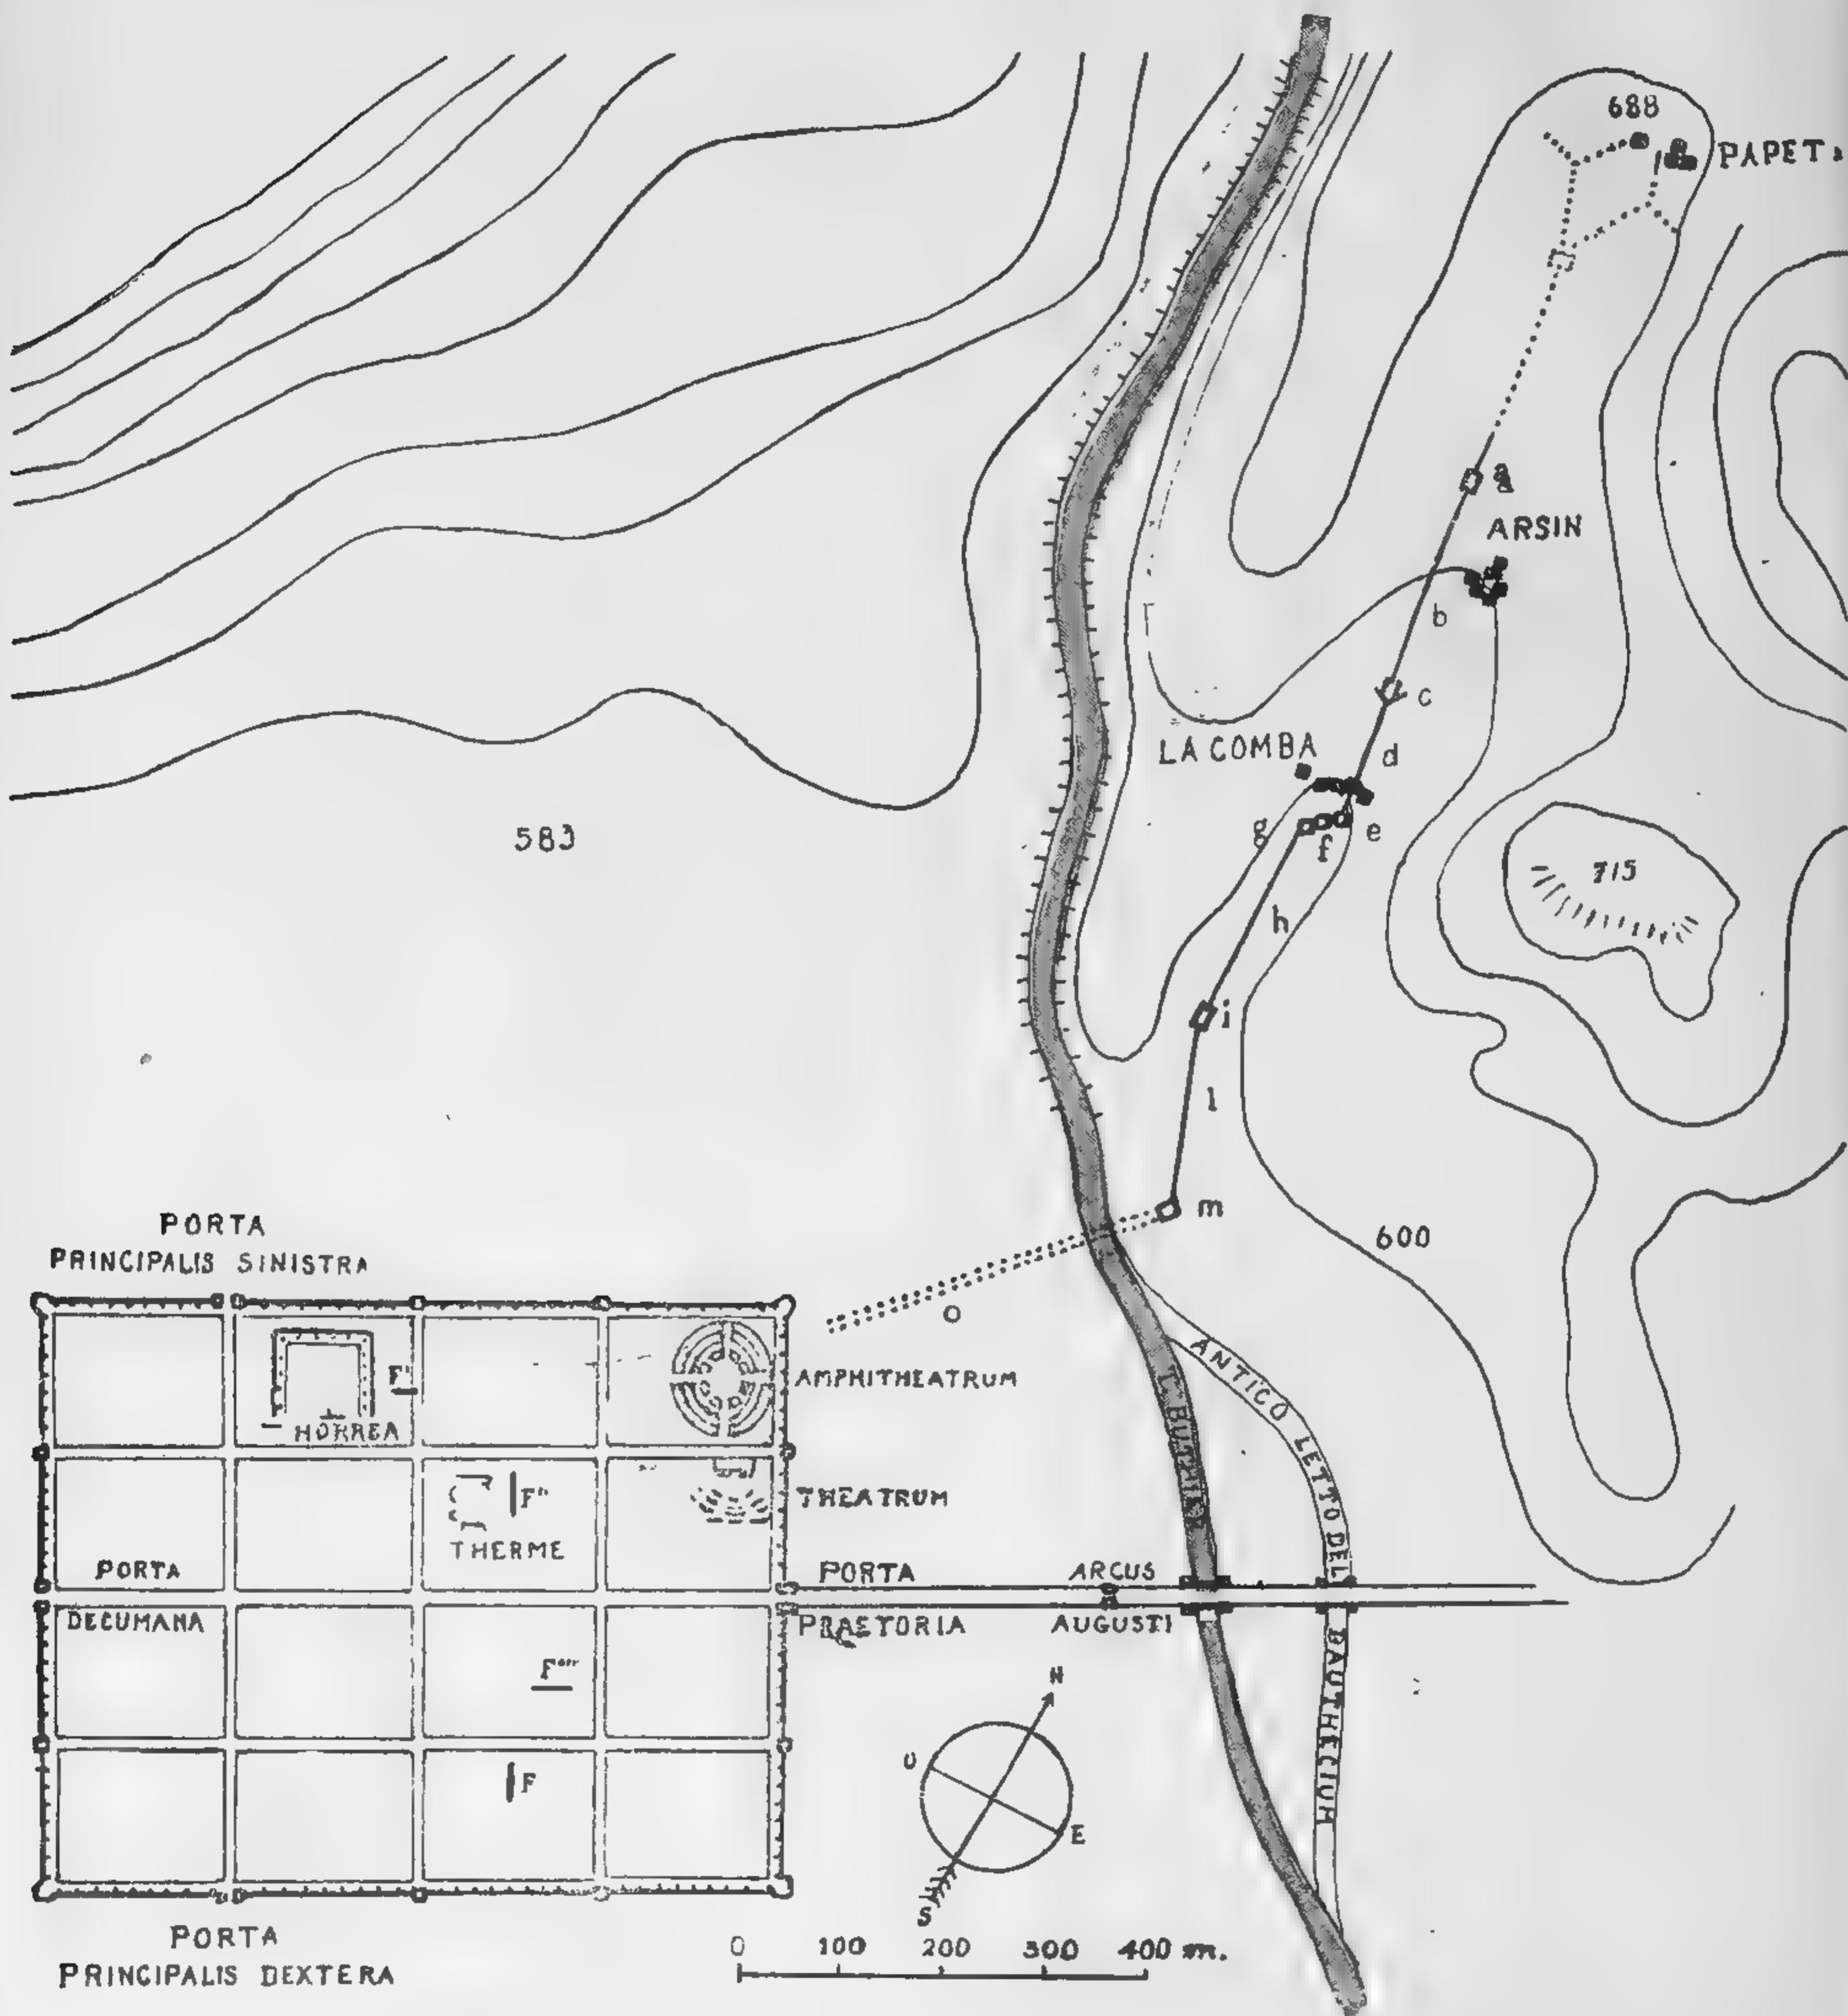 688
PAPET
a
ARSIN
b
c
LA COMBA
d
g
f
e
583
715
h
i
l
m
PORTA
PRINCIPALIS SINISTRA
600
o
AMPHITHEATRUM
F'
HORREA
ANTICO LETTO DEL
F"
THEATRUM
THERME
PORTA
DECUMANA
PORTA
PRAETORIA
ARCUS
AUGUSTI
F'''
BAUTHECIUM
F
N
O
E
S
PORTA
PRINCIPALIS DEXTERA
0 100 200 300 400 m.